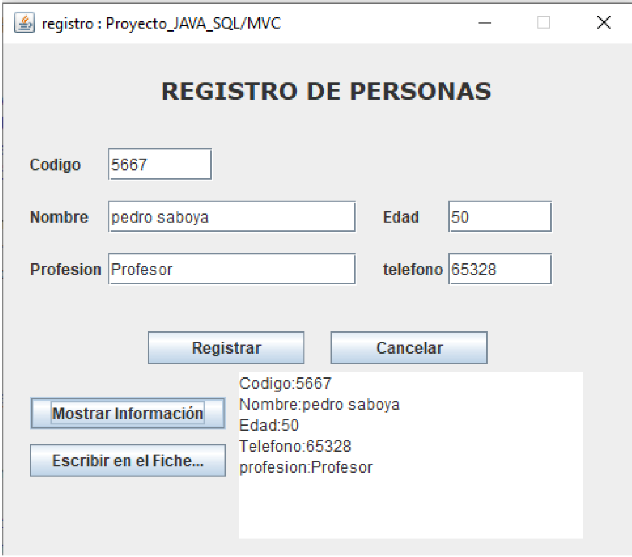 registro : Proyecto_JAVA_SQL/MVC
REGISTRO DE PERSONAS
Codigo 5667
Nombre pedro saboya Edad 50
Profesion Profesor telefono 65328
Registrar Cancelar
Mostrar Información
Escribir en el Fiche...
Codigo:5667
Nombre:pedro saboya
Edad:50
Telefono:65328
profesion:Profesor